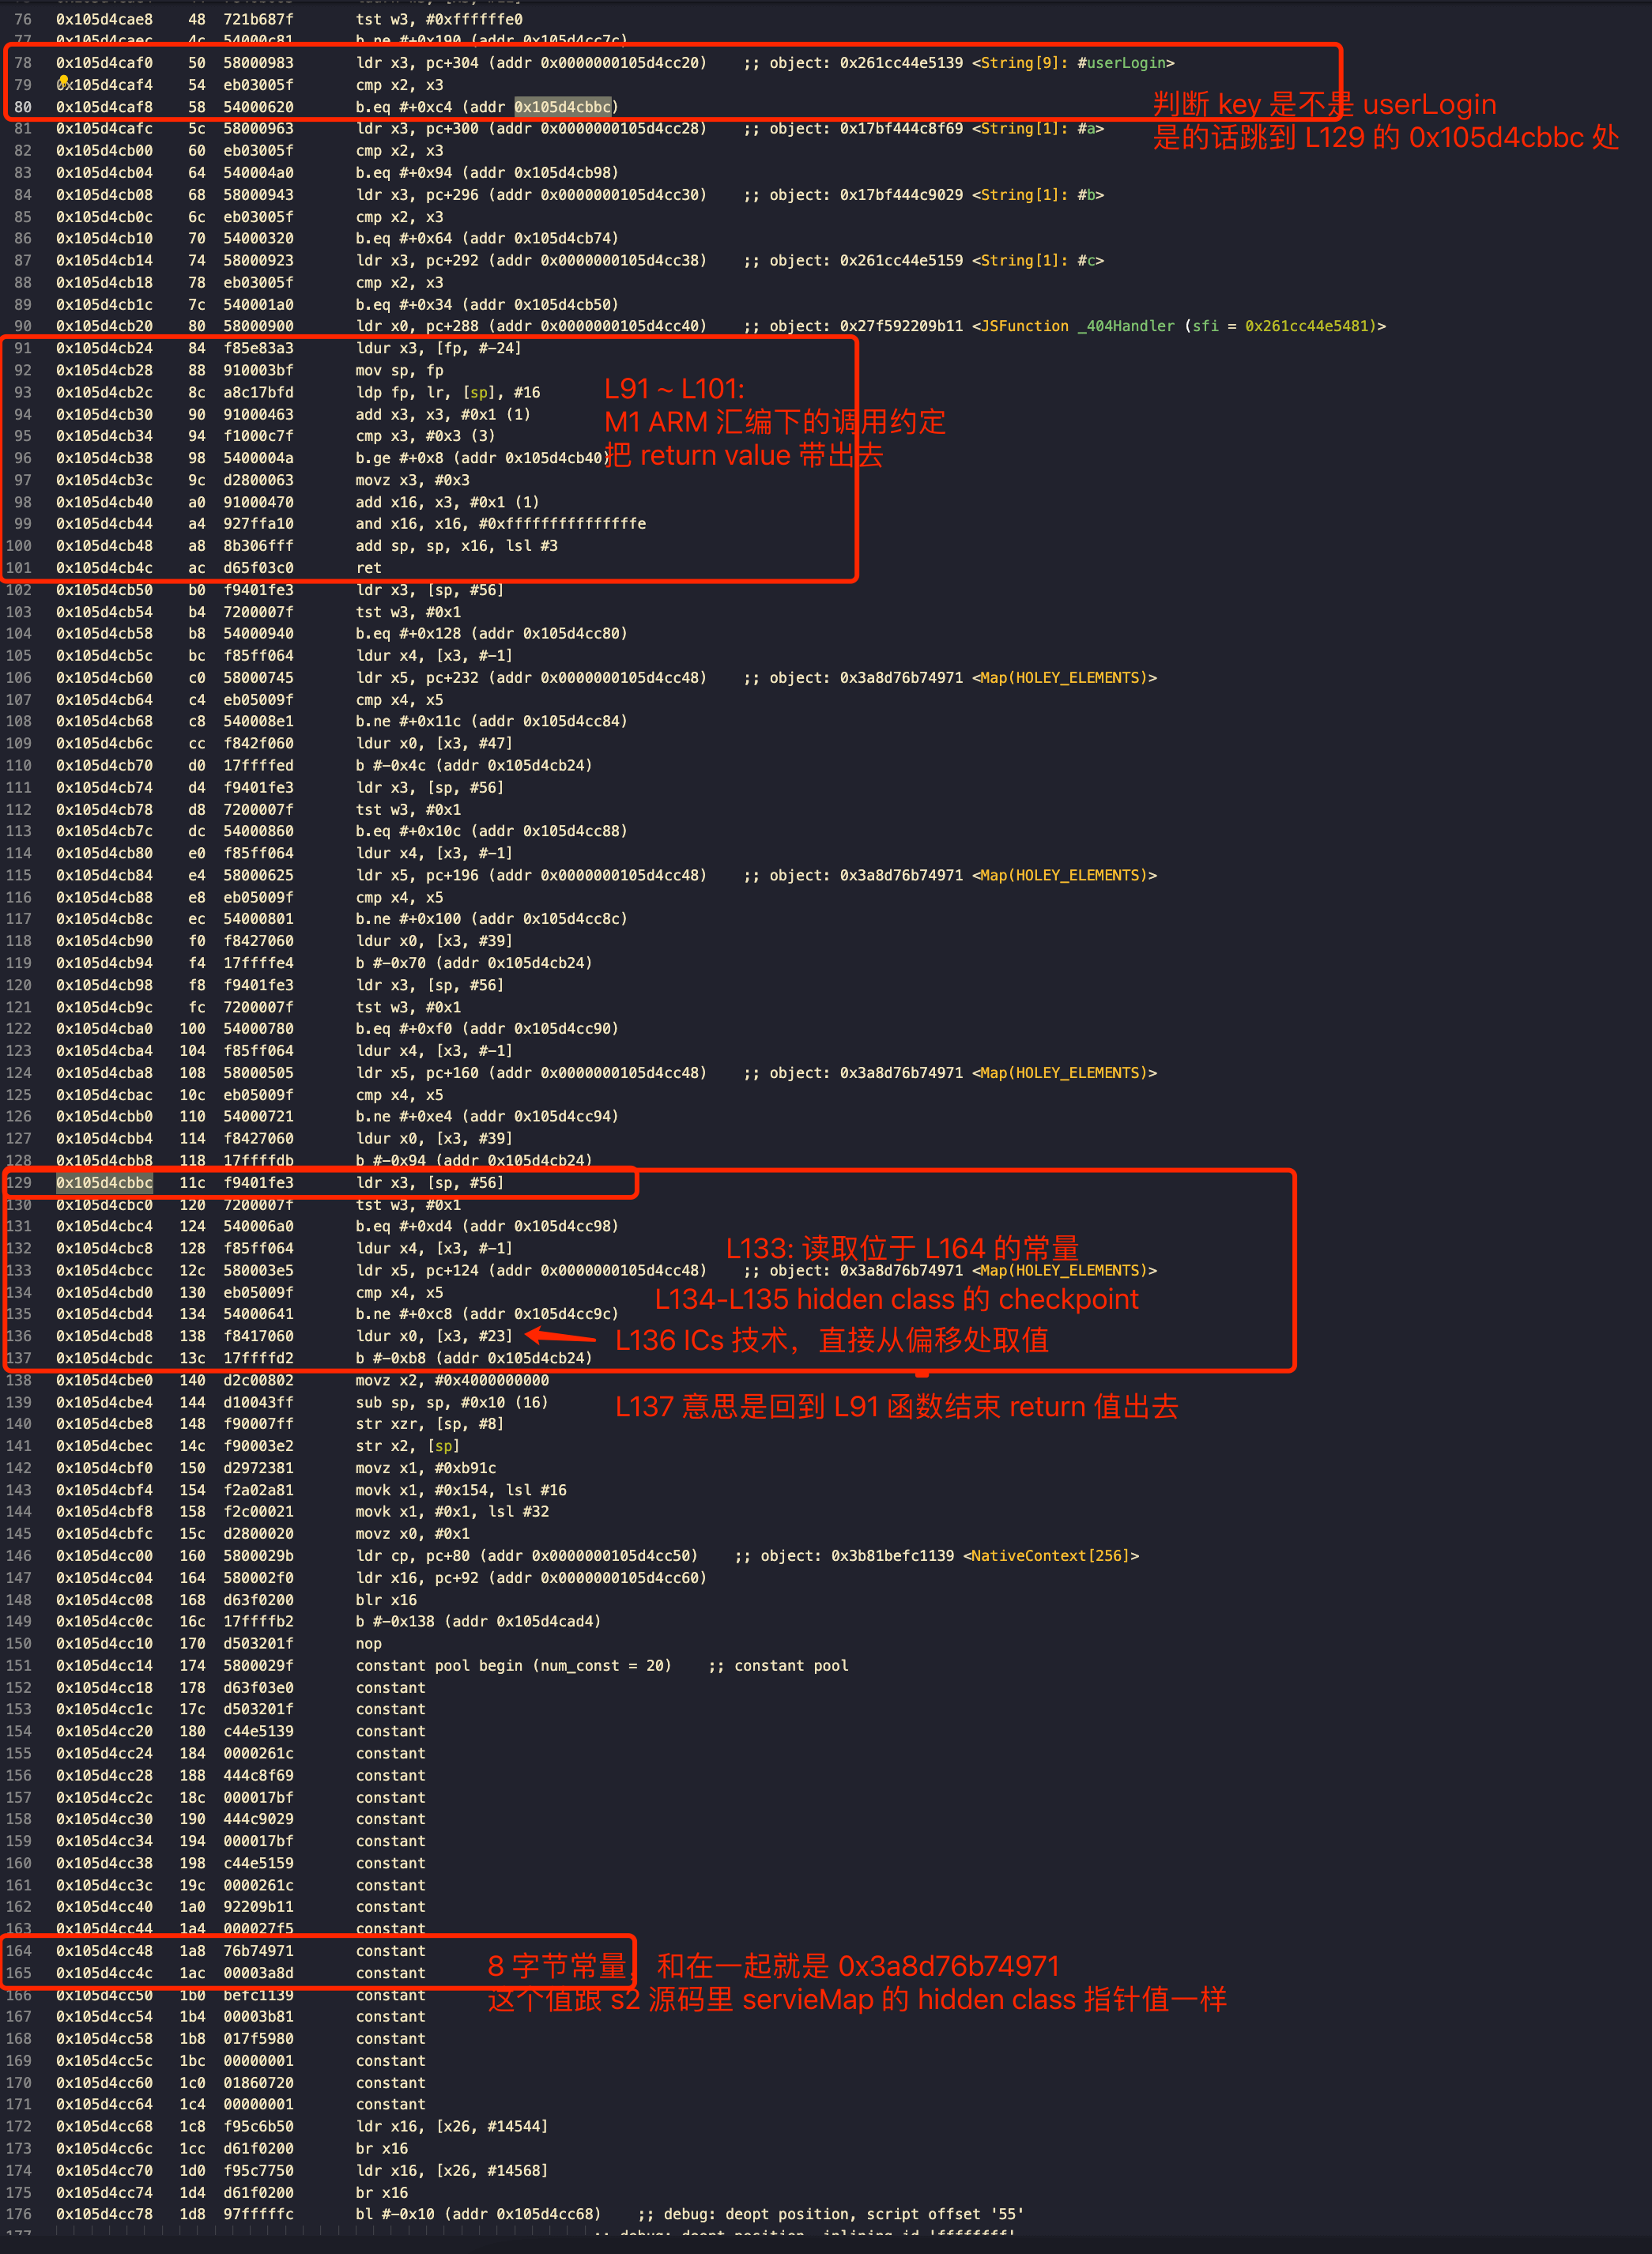 76 0x105d4cae8 48 721b687f tst w3, #0xffffffe0
77 0x105d4caec 4c 54000c81 b.ne #+0x190 (addr 0x105d4cc7c)
78 0x105d4caf0 50 58000983 ldr x3, pc+304 (addr 0x0000000105d4cc20) ;; object: 0x261cc44e5139 <String[9]: #userLogin>
79 0x105d4caf4 54 eb03005f cmp x2, x3
80 0x105d4caf8 58 54000620 b.eq #+0xc4 (addr 0x105d4cbbc)
判断 key 是不是 userLogin
81 0x105d4cafc 5c 58000963 ldr x3, pc+300 (addr 0x0000000105d4cc28) ;; object: 0x17bf444c8f69 <String[1]: #a>
是的话跳到 L129 的 0x105d4cbbc 处
82 0x105d4cb00 60 eb03005f cmp x2, x3
83 0x105d4cb04 64 540004a0 b.eq #+0x94 (addr 0x105d4cb98)
84 0x105d4cb08 68 58000943 ldr x3, pc+296 (addr 0x0000000105d4cc30) ;; object: 0x17bf444c9029 <String[1]: #b>
85 0x105d4cb0c 6c eb03005f cmp x2, x3
86 0x105d4cb10 70 54000320 b.eq #+0x64 (addr 0x105d4cb74)
87 0x105d4cb14 74 58000923 ldr x3, pc+292 (addr 0x0000000105d4cc38) ;; object: 0x261cc44e5159 <String[1]: #c>
88 0x105d4cb18 78 eb03005f cmp x2, x3
89 0x105d4cb1c 7c 540001a0 b.eq #+0x34 (addr 0x105d4cb50)
90 0x105d4cb20 80 58000900 ldr x0, pc+288 (addr 0x0000000105d4cc40) ;; object: 0x27f592209b11 <JSFunction _404Handler (sfi = 0x261cc44e5481)>
91 0x105d4cb24 84 f85e83a3 ldur x3, [fp, #-24]
92 0x105d4cb28 88 910003bf mov sp, fp
93 0x105d4cb2c 8c a8c17bfd ldp fp, lr, [sp], #16
L91 ~ L101:
94 0x105d4cb30 90 91000463 add x3, x3, #0x1 (1)
M1 ARM 汇编下的调用约定
95 0x105d4cb34 94 f1000c7f cmp x3, #0x3 (3)
96 0x105d4cb38 98 5400004a b.ge #+0x8 (addr 0x105d4cb40)
把 return value 带出去
97 0x105d4cb3c 9c d2800063 movz x3, #0x3
98 0x105d4cb40 a0 91000470 add x16, x3, #0x1 (1)
99 0x105d4cb44 a4 927ffa10 and x16, x16, #0xfffffffffffffffe
100 0x105d4cb48 a8 8b306fff add sp, sp, x16, lsl #3
101 0x105d4cb4c ac d65f03c0 ret
102 0x105d4cb50 b0 f9401fe3 ldr x3, [sp, #56]
103 0x105d4cb54 b4 7200007f tst w3, #0x1
104 0x105d4cb58 b8 54000940 b.eq #+0x128 (addr 0x105d4cc80)
105 0x105d4cb5c bc f85ff064 ldur x4, [x3, #-1]
106 0x105d4cb60 c0 58000745 ldr x5, pc+232 (addr 0x0000000105d4cc48) ;; object: 0x3a8d76b74971 <Map(HOLEY_ELEMENTS)>
107 0x105d4cb64 c4 eb05009f cmp x4, x5
108 0x105d4cb68 c8 540008e1 b.ne #+0x11c (addr 0x105d4cc84)
109 0x105d4cb6c cc f842f060 ldur x0, [x3, #47]
110 0x105d4cb70 d0 17ffffed b #-0x4c (addr 0x105d4cb24)
111 0x105d4cb74 d4 f9401fe3 ldr x3, [sp, #56]
112 0x105d4cb78 d8 7200007f tst w3, #0x1
113 0x105d4cb7c dc 54000860 b.eq #+0x10c (addr 0x105d4cc88)
114 0x105d4cb80 e0 f85ff064 ldur x4, [x3, #-1]
115 0x105d4cb84 e4 58000625 ldr x5, pc+196 (addr 0x0000000105d4cc48) ;; object: 0x3a8d76b74971 <Map(HOLEY_ELEMENTS)>
116 0x105d4cb88 e8 eb05009f cmp x4, x5
117 0x105d4cb8c ec 54000801 b.ne #+0x100 (addr 0x105d4cc8c)
118 0x105d4cb90 f0 f8427060 ldur x0, [x3, #39]
119 0x105d4cb94 f4 17ffffe4 b #-0x70 (addr 0x105d4cb24)
120 0x105d4cb98 f8 f9401fe3 ldr x3, [sp, #56]
121 0x105d4cb9c fc 7200007f tst w3, #0x1
122 0x105d4cba0 100 54000780 b.eq #+0xf0 (addr 0x105d4cc90)
123 0x105d4cba4 104 f85ff064 ldur x4, [x3, #-1]
124 0x105d4cba8 108 58000505 ldr x5, pc+160 (addr 0x0000000105d4cc48) ;; object: 0x3a8d76b74971 <Map(HOLEY_ELEMENTS)>
125 0x105d4cbac 10c eb05009f cmp x4, x5
126 0x105d4cbb0 110 54000721 b.ne #+0xe4 (addr 0x105d4cc94)
127 0x105d4cbb4 114 f8427060 ldur x0, [x3, #39]
128 0x105d4cbb8 118 17ffffdb b #-0x94 (addr 0x105d4cb24)
129 0x105d4cbbc 11c f9401fe3 ldr x3, [sp, #56]
130 0x105d4cbc0 120 7200007f tst w3, #0x1
131 0x105d4cbc4 124 540006a0 b.eq #+0xd4 (addr 0x105d4cc98)
132 0x105d4cbc8 128 f85ff064 ldur x4, [x3, #-1]
L133: 读取位于 L164 的常量
133 0x105d4cbcc 12c 580003e5 ldr x5, pc+124 (addr 0x0000000105d4cc48) ;; object: 0x3a8d76b74971 <Map(HOLEY_ELEMENTS)>
134 0x105d4cbd0 130 eb05009f cmp x4, x5
L134-L135 hidden class 的 checkpoint
135 0x105d4cbd4 134 54000641 b.ne #+0xc8 (addr 0x105d4cc9c)
136 0x105d4cbd8 138 f8417060 ldur x0, [x3, #23]
L136 ICs 技术，直接从偏移处取值
137 0x105d4cbdc 13c 17ffffd2 b #-0xb8 (addr 0x105d4cb24)
138 0x105d4cbe0 140 d2c00802 movz x2, #0x4000000000
139 0x105d4cbe4 144 d10043ff sub sp, sp, #0x10 (16)
L137 意思是回到 L91 函数结束 return 值出去
140 0x105d4cbe8 148 f90007ff str xzr, [sp, #8]
141 0x105d4cbec 14c f90003e2 str x2, [sp]
142 0x105d4cbf0 150 d2972381 movz x1, #0xb91c
143 0x105d4cbf4 154 f2a02a81 movk x1, #0x154, lsl #16
144 0x105d4cbf8 158 f2c00021 movk x1, #0x1, lsl #32
145 0x105d4cbfc 15c d2800020 movz x0, #0x1
146 0x105d4cc00 160 5800029b ldr cp, pc+80 (addr 0x0000000105d4cc50) ;; object: 0x3b81befc1139 <NativeContext[256]>
147 0x105d4cc04 164 580002f0 ldr x16, pc+92 (addr 0x0000000105d4cc60)
148 0x105d4cc08 168 d63f0200 blr x16
149 0x105d4cc0c 16c 17ffffb2 b #-0x138 (addr 0x105d4cad4)
150 0x105d4cc10 170 d503201f nop
151 0x105d4cc14 174 5800029f constant pool begin (num_const = 20) ;; constant pool
152 0x105d4cc18 178 d63f03e0 constant
153 0x105d4cc1c 17c d503201f constant
154 0x105d4cc20 180 c44e5139 constant
155 0x105d4cc24 184 0000261c constant
156 0x105d4cc28 188 444c8f69 constant
157 0x105d4cc2c 18c 000017bf constant
158 0x105d4cc30 190 444c9029 constant
159 0x105d4cc34 194 000017bf constant
160 0x105d4cc38 198 c44e5159 constant
161 0x105d4cc3c 19c 0000261c constant
162 0x105d4cc40 1a0 92209b11 constant
163 0x105d4cc44 1a4 000027f5 constant
164 0x105d4cc48 1a8 76b74971 constant
8 字节常量，和在一起就是 0x3a8d76b74971
165 0x105d4cc4c 1ac 00003a8d constant
166 0x105d4cc50 1b0 befc1139 constant
这个值跟 s2 源码里 servieMap 的 hidden class 指针值一样
167 0x105d4cc54 1b4 00003b81 constant
168 0x105d4cc58 1b8 017f5980 constant
169 0x105d4cc5c 1bc 00000001 constant
170 0x105d4cc60 1c0 01860720 constant
171 0x105d4cc64 1c4 00000001 constant
172 0x105d4cc68 1c8 f95c6b50 ldr x16, [x26, #14544]
173 0x105d4cc6c 1cc d61f0200 br x16
174 0x105d4cc70 1d0 f95c7750 ldr x16, [x26, #14568]
175 0x105d4cc74 1d4 d61f0200 br x16
176 0x105d4cc78 1d8 97fffffc bl #-0x10 (addr 0x105d4cc68) ;; debug: deopt position, script offset '55'
177 ;; debug: deopt position, inlining id 'ffffffff'